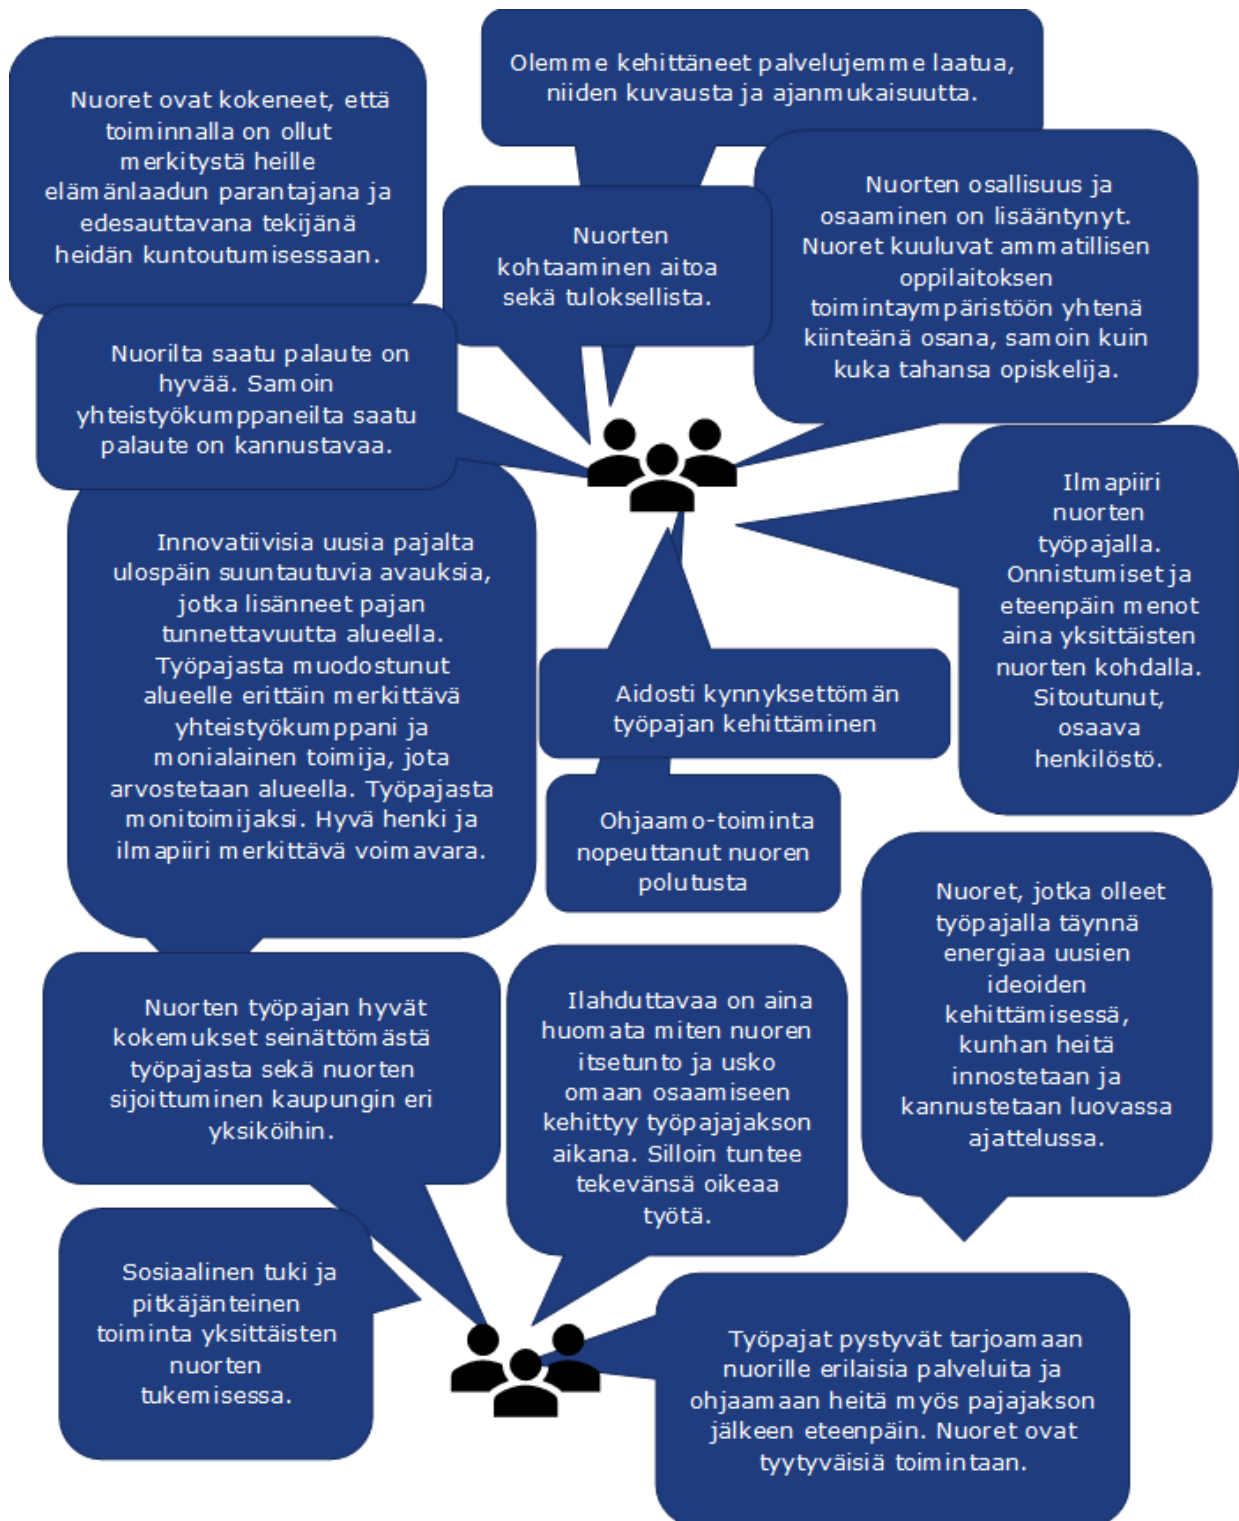 Olemme kehittäneet palvelujemme laatua,
niiden kuvausta ja ajanmukaisuutta.
Nuoret ovat kokeneet, että
toiminnalla on ollut
merkitystä heille
elämänlaadun parantajana ja
edesauttavana tekijänä
heidän kuntoutumisessaan.
Nuorten
kohtaaminen aitoa
sekä tuloksellista.
Nuorten osallisuus ja
osaaminen on lisääntynyt.
Nuoret kuuluvat ammatillisen
oppilaitoksen
toimintaympäristöön yhtenä
kiinteänä osana, samoin kuin
kuka tahansa opiskelija.
Nuorilta saatu palaute on
hyvää. Samoin
yhteistyökumppaneilta saatu
palaute on kannustavaa.
Ilmapiiri
nuorten
työpajalla.
Onnistumiset ja
eteenpäin menot
aina yksittäisten
nuorten kohdalla.
Sitoutunut,
osaava
henkilöstö.
Innovatiivisia uusia pajalta
ulospäin suuntautuvia avauksia,
jotka lisänneet pajan
tunnettavuutta alueella.
Työpajasta muodostunut
alueelle erittäin merkittävä
yhteistyökumppani ja
monialainen toimija, jota
arvostetaan alueella. Työpajasta
monitoimijaksi. Hyvä henki ja
ilmapiiri merkittävä voimavara.
Aidosti kynnyksettömän
työpajan kehittäminen
Ohjaamo-toiminta
nopeuttanut nuoren
polutusta
Nuoret, jotka olleet
työpajalla täynnä
energiaa uusien
ideoiden
kehittämisessä,
kunhan heitä
innostetaan ja
kannustetaan luovassa
ajattelussa.
Nuorten työpajan hyvät
kokemukset seinättömästä
työpajasta sekä nuorten
sijoittuminen kaupungin eri
yksiköihin.
Ilahduttavaa on aina
huomata miten nuoren
itsetunto ja usko
omaan osaamiseen
kehittyy työpajajakson
aikana. Silloin tuntee
tekevänsä oikeaa
työtä.
Sosiaalinen tuki ja
pitkäjänteinen
toiminta yksittäisten
nuorten
tukemisessa.
Työpajat pystyvät tarjoamaan
nuorille erilaisia palveluita ja
ohjaamaan heitä myös pajajakson
jälkeen eteenpäin. Nuoret ovat
tyytyväisiä toimintaan.